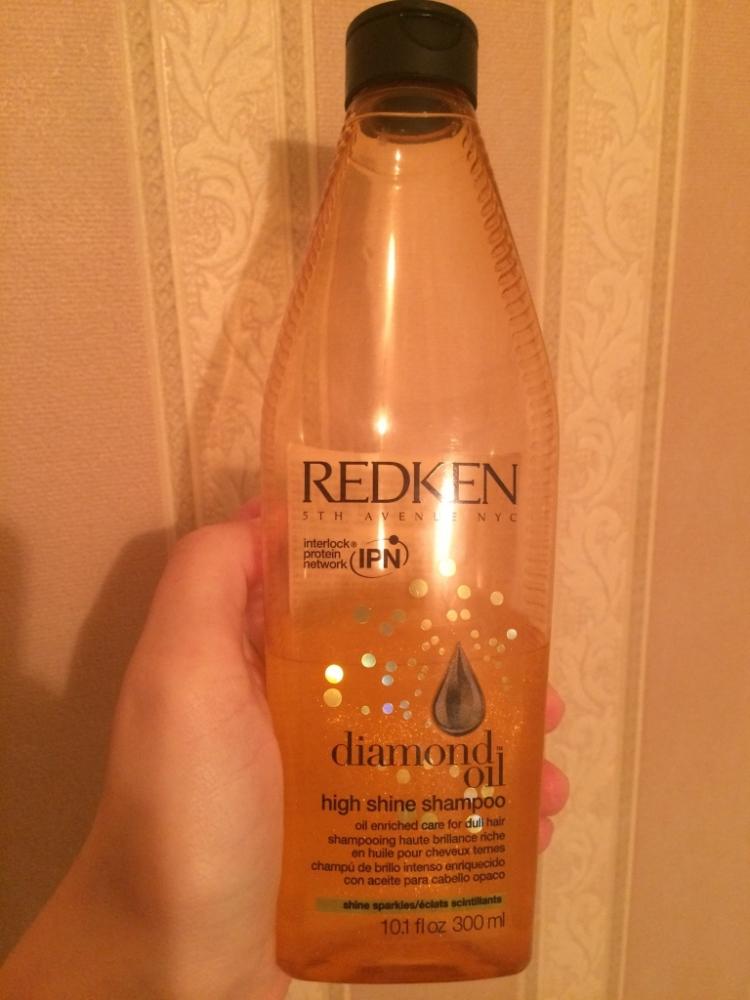 REDKEN
5TH AVENUE NYC
interlock®
protein
network IPN
diamond™
oil
high shine shampoo
oil enriched care for dull hair
shampooing haute brillance riche
en huile pour cheveux ternes
champú de brillo intenso enriquecido
con aceite para cabello opaco
shine sparkles/éclats scintillants
10.1 fl oz 300 ml